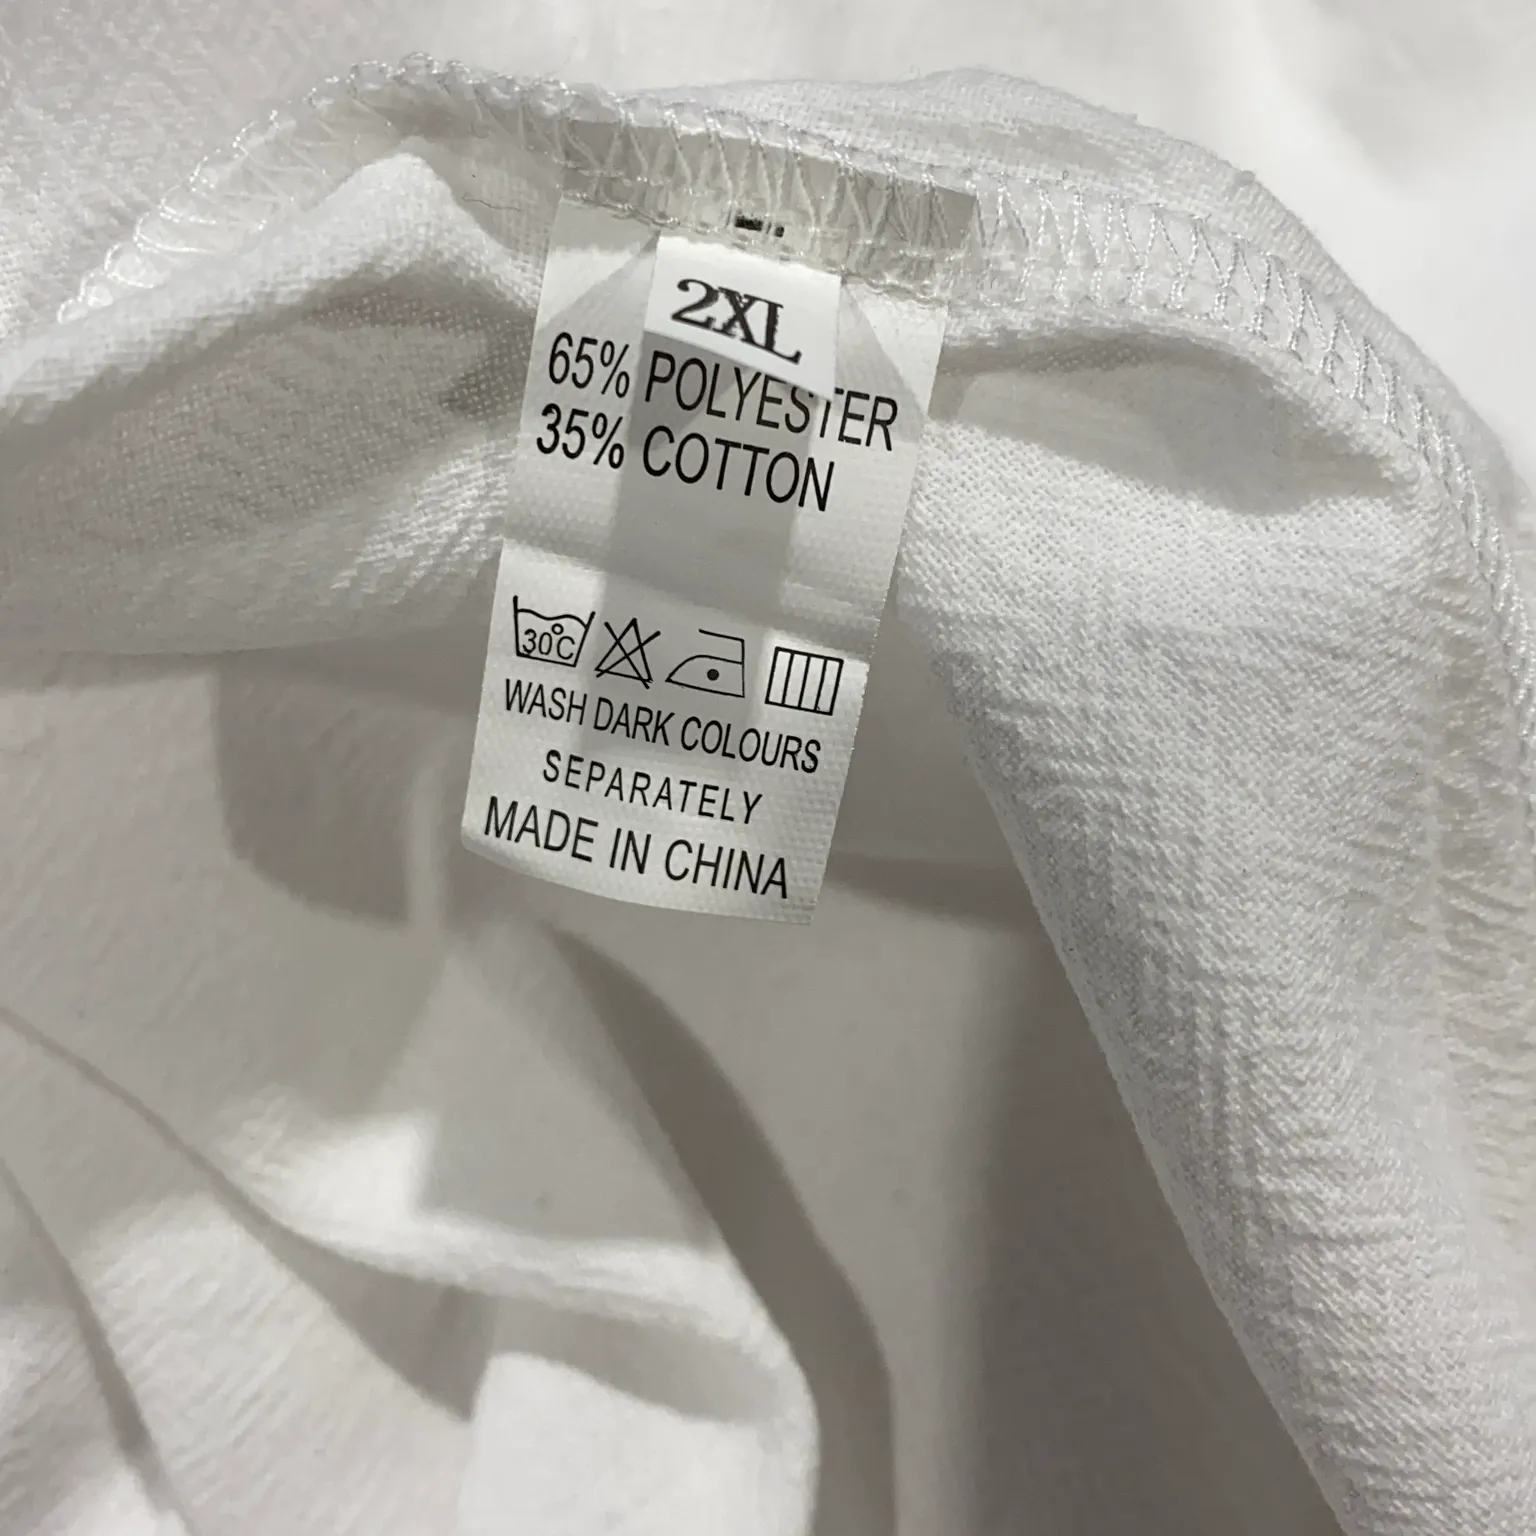 2XL
65% POLYESTER
35% COTTON
30°C
WASH DARK COLOURS
SEPARATELY
MADE IN CHINA